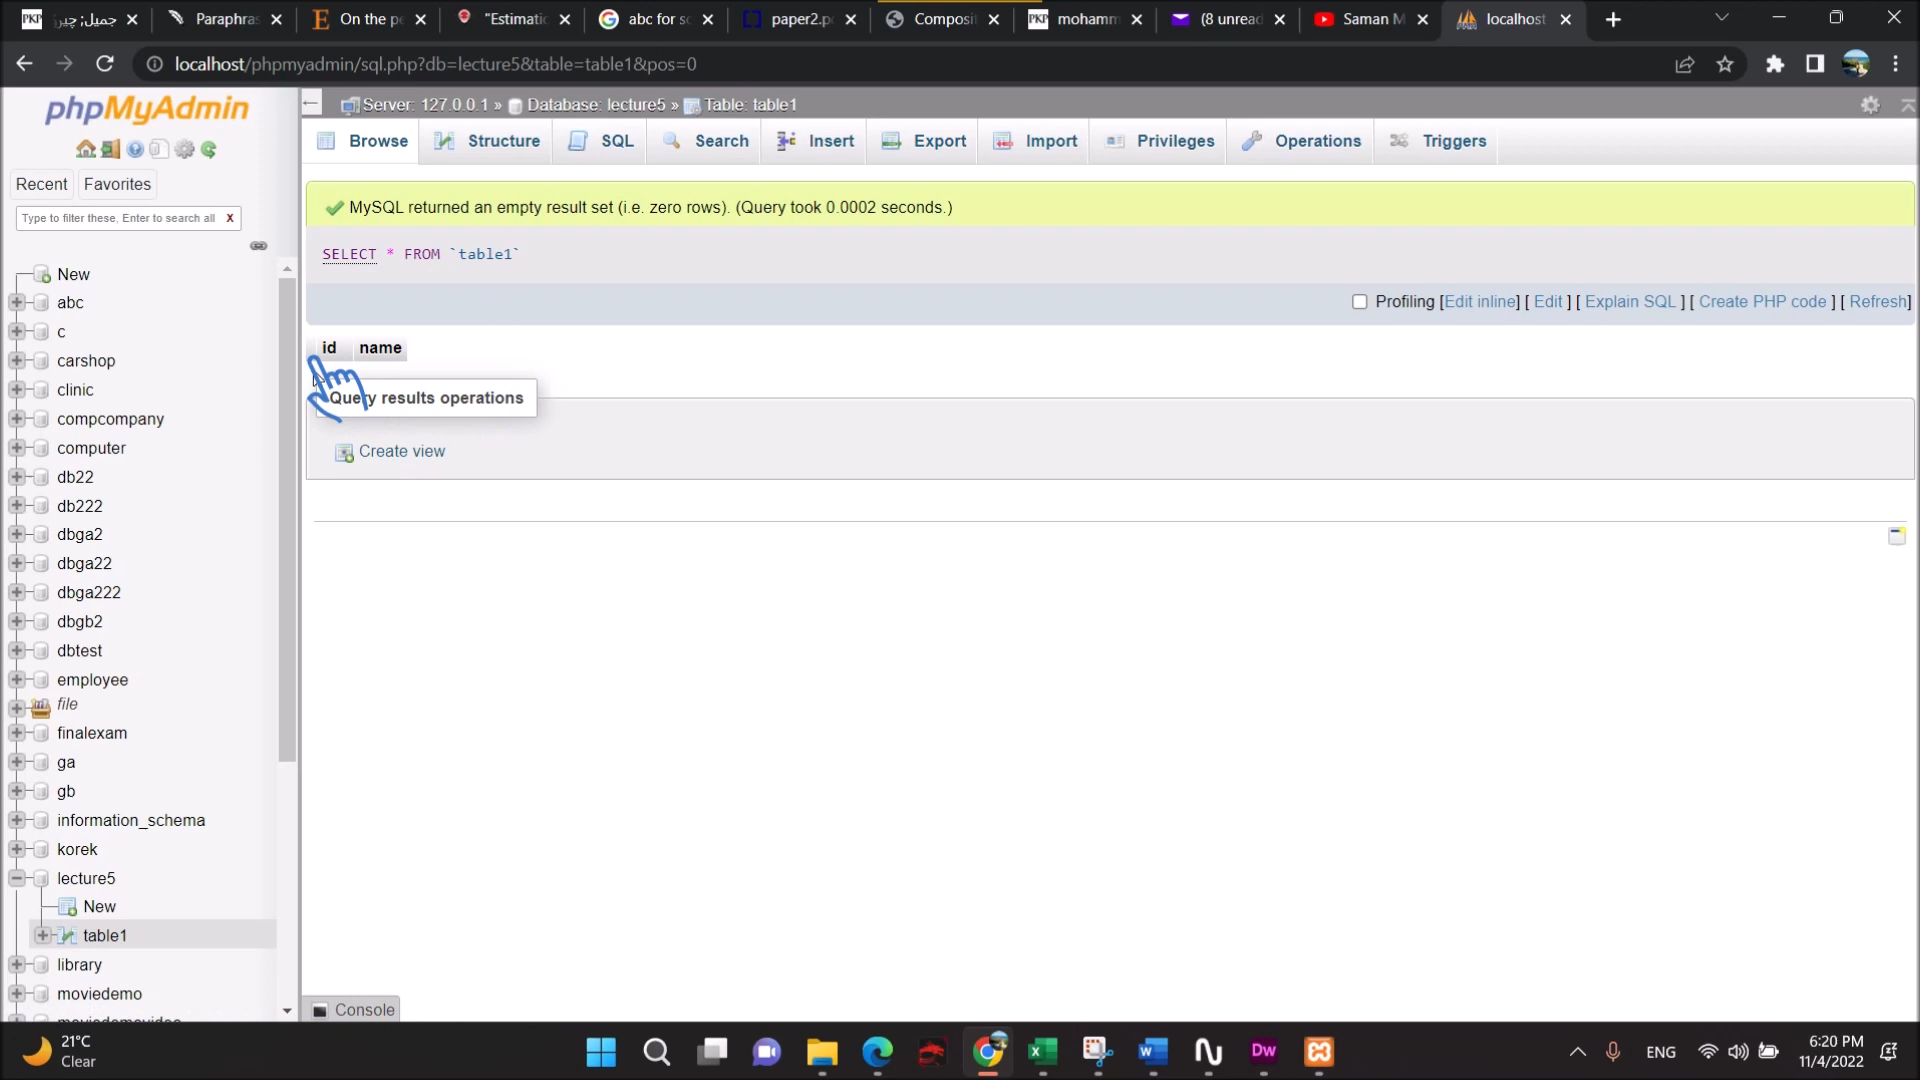 جميل; چیرۆ
Paraphras
On the pe
"Estimatic
abc for sc
paper2.p
Composi
PKP
mohamm
(8 unread
Saman M
localhost
localhost/phpmyadmin/sql.php?db=lecture5&table=table1&pos=0
phpMyAdmin
Recent
Favorites
Type to filter these, Enter to search all
X
New
abc
c
carshop
clinic
compcompany
computer
db22
db222
dbga2
dbga22
dbga222
dbgb2
dbtest
employee
file
finalexam
ga
gb
information_schema
korek
lecture5
New
table1
library
moviedemo
Server: 127.0.0.1 » Database: lecture5 » Table: table1
Browse Structure SQL Search Insert Export Import Privileges Operations Triggers
MySQL returned an empty result set (i.e. zero rows). (Query took 0.0002 seconds.)
SELECT * FROM `table1`
Profiling [Edit inline] [ Edit ] [ Explain SQL ] [ Create PHP code ] [ Refresh]
id name
Query results operations
Create view
Console
21°C
Clear
Dw
ENG
6:20 PM
11/4/2022